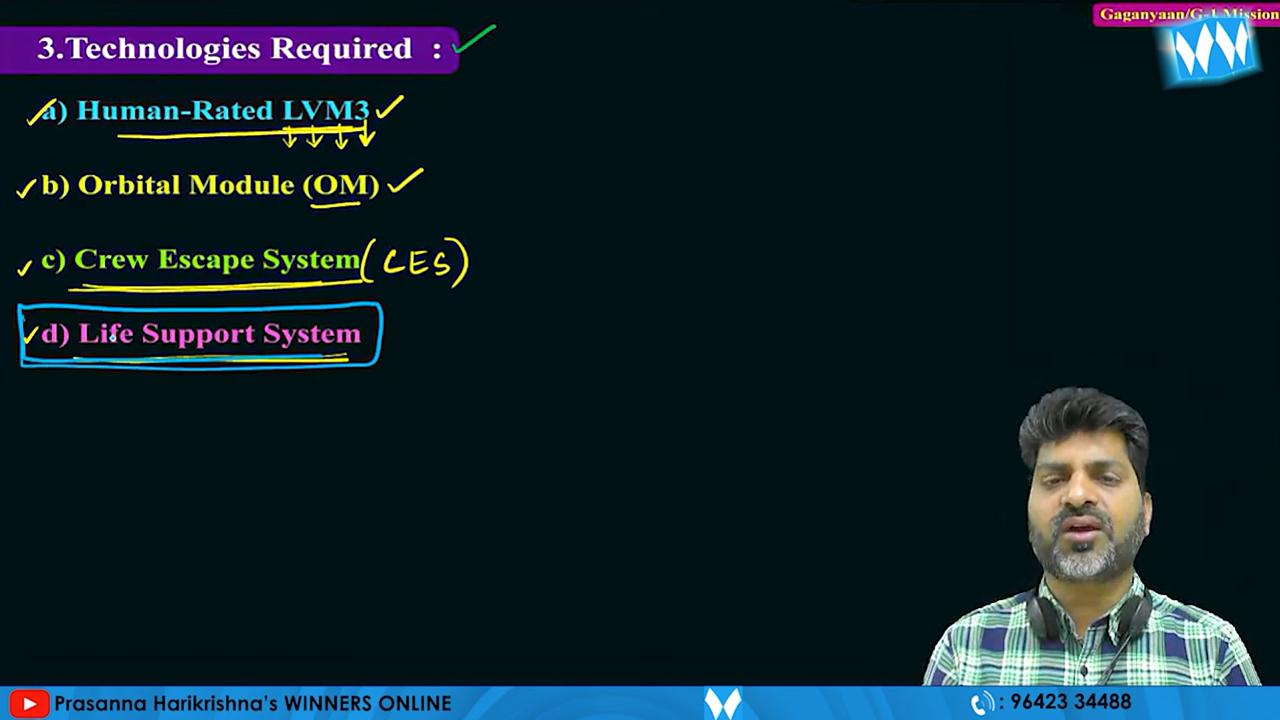 Gaganyaan/G-1 Mission
3.Technologies Required :
a) Human-Rated LVM3
b) Orbital Module (OM)
c) Crew Escape System (CES)
d) Life Support System
Prasanna Harikrishna's WINNERS ONLINE
W
: 96423 34488